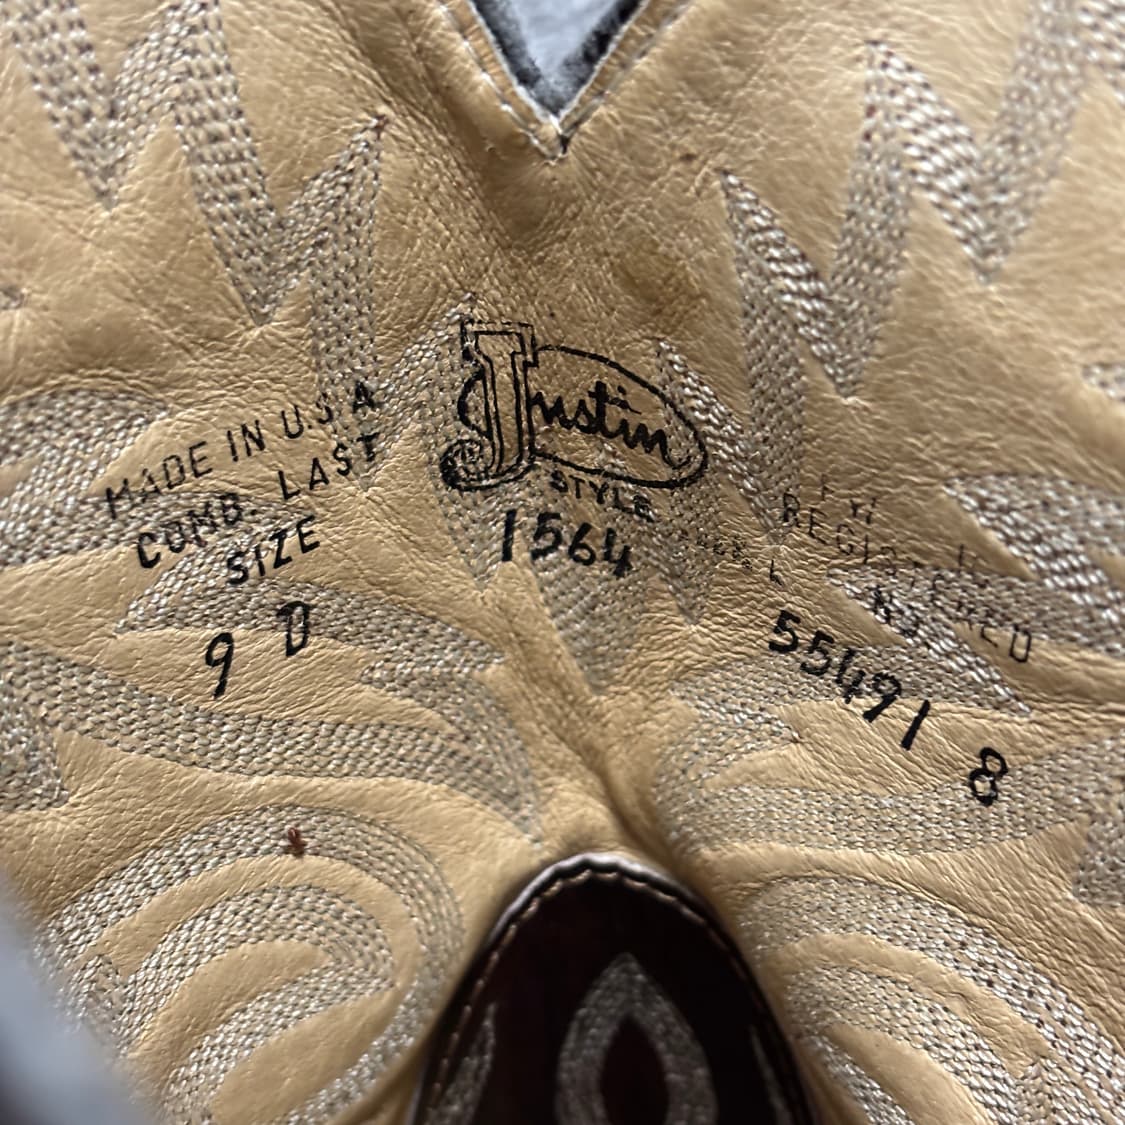 MADE IN U.S.A
COMB. LAST
SIZE
9 D
Justin
STYLE
1564
REGISTERED
55491 8